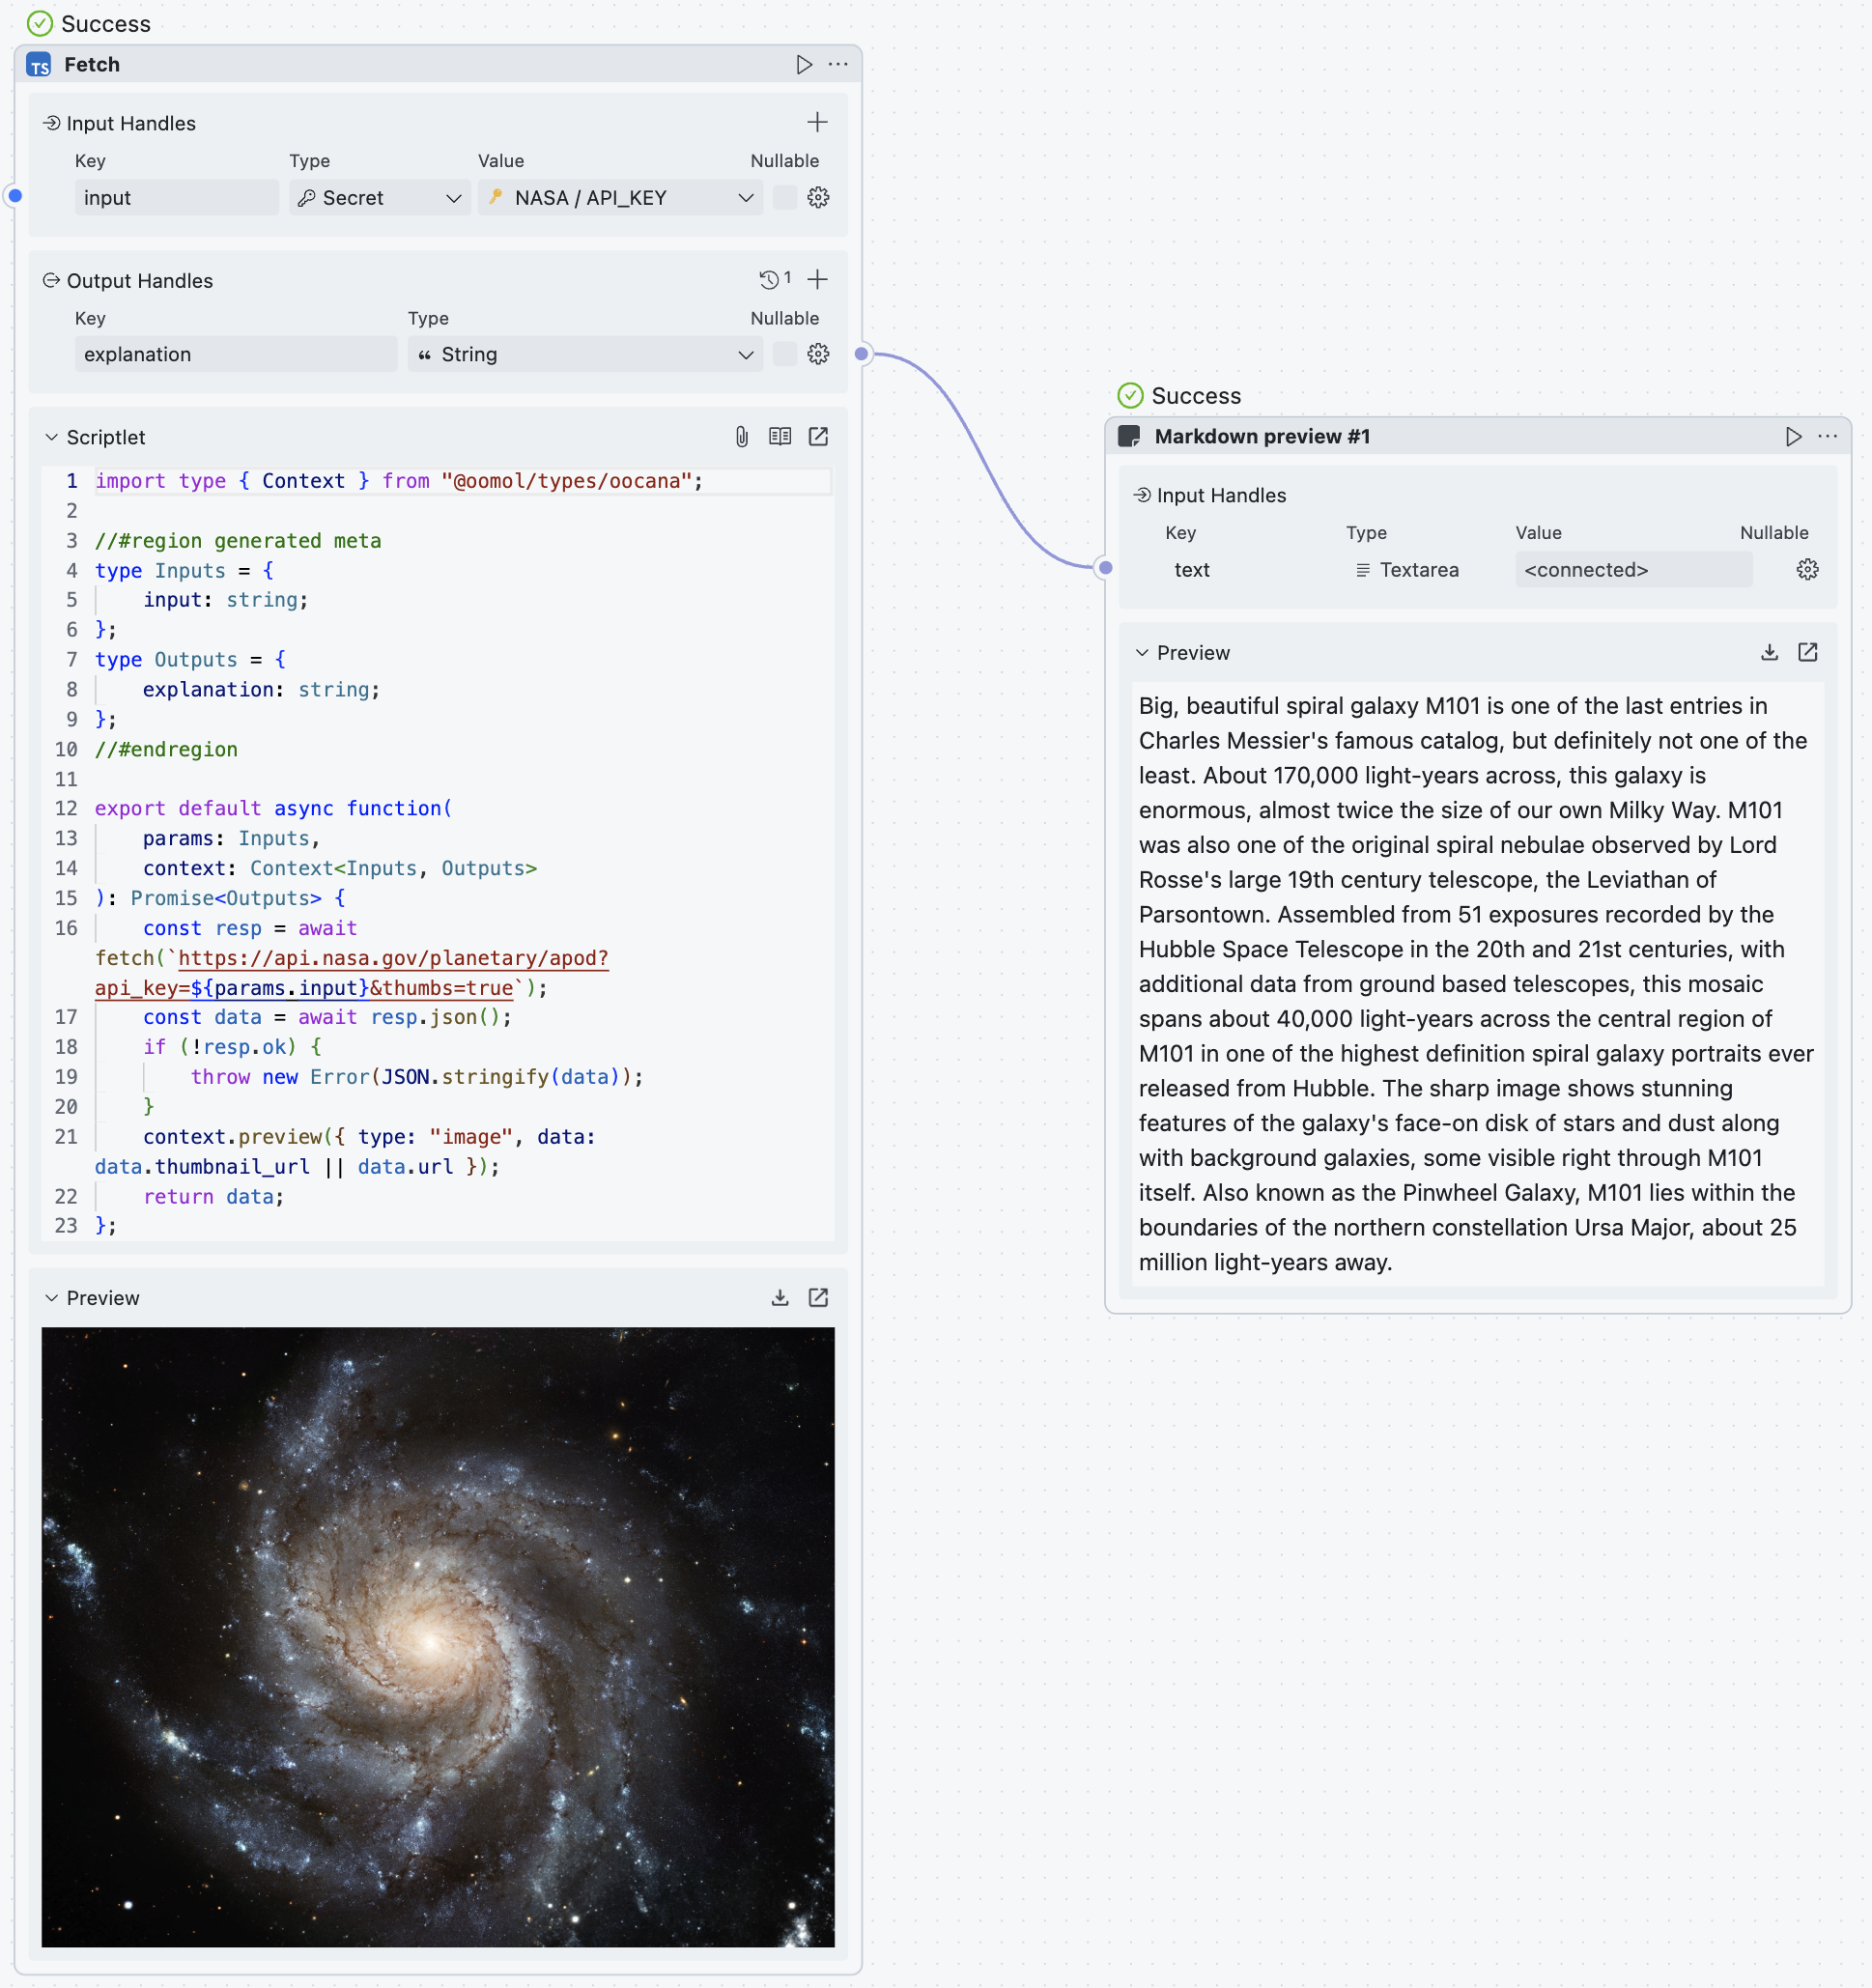 Success
Fetch
Input Handles
Key Type Value Nullable
input Secret NASA / API_KEY
Output Handles 1
Key Type Nullable
explanation String
Scriptlet
1 import type { Context } from "@oomol/types/oocana";
2
3 //#region generated meta
4 type Inputs = {
5 input: string;
6 };
7 type Outputs = {
8 explanation: string;
9 };
10 //#endregion
11
12 export default async function(
13 params: Inputs,
14 context: Context<Inputs, Outputs>
15 ): Promise<Outputs> {
16 const resp = await
fetch(`https://api.nasa.gov/planetary/apod?
api_key=${params.input}&thumbs=true`);
17 const data = await resp.json();
18 if (!resp.ok) {
19 throw new Error(JSON.stringify(data));
20 }
21 context.preview({ type: "image", data:
data.thumbnail_url || data.url });
22 return data;
23 };
Preview
Success
Markdown preview #1
Input Handles
Key Type Value Nullable
text Textarea <connected>
Preview
Big, beautiful spiral galaxy M101 is one of the last entries in
Charles Messier's famous catalog, but definitely not one of the
least. About 170,000 light-years across, this galaxy is
enormous, almost twice the size of our own Milky Way. M101
was also one of the original spiral nebulae observed by Lord
Rosse's large 19th century telescope, the Leviathan of
Parsontown. Assembled from 51 exposures recorded by the
Hubble Space Telescope in the 20th and 21st centuries, with
additional data from ground based telescopes, this mosaic
spans about 40,000 light-years across the central region of
M101 in one of the highest definition spiral galaxy portraits ever
released from Hubble. The sharp image shows stunning
features of the galaxy's face-on disk of stars and dust along
with background galaxies, some visible right through M101
itself. Also known as the Pinwheel Galaxy, M101 lies within the
boundaries of the northern constellation Ursa Major, about 25
million light-years away.